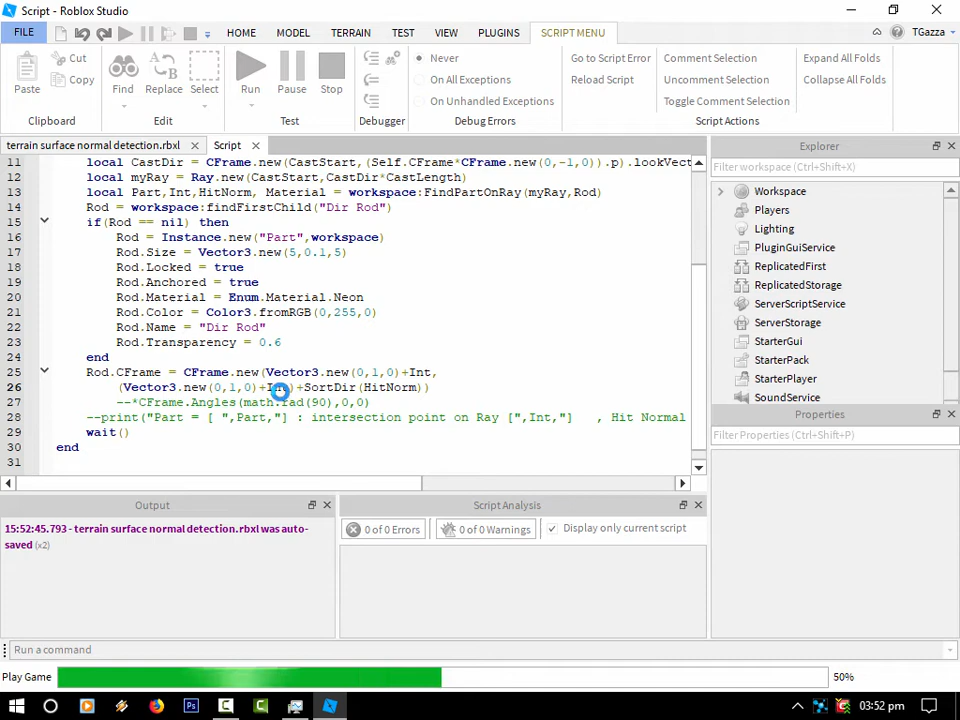 Script - Roblox Studio
FILE HOME MODEL TERRAIN TEST VIEW PLUGINS SCRIPT MENU TGazza
Paste Cut Copy Find Replace Select Run Pause Stop
Never
On All Exceptions
On Unhandled Exceptions
Go to Script Error
Reload Script
Comment Selection
Uncomment Selection
Toggle Comment Selection
Expand All Folds
Collapse All Folds
Clipboard Edit Test Debugger Debug Errors Script Actions
terrain surface normal detection.rbxl Script
11 local CastDir = CFrame.new(CastStart,(Self.CFrame*CFrame.new(0,-1,0)).p).lookVect
12 local myRay = Ray.new(CastStart,CastDir*CastLength)
13 local Part,Int,HitNorm, Material = workspace:FindPartOnRay(myRay,Rod)
14 Rod = workspace:findFirstChild("Dir Rod")
15 if(Rod == nil) then
16 Rod = Instance.new("Part",workspace)
17 Rod.Size = Vector3.new(5,0.1,5)
18 Rod.Locked = true
19 Rod.Anchored = true
20 Rod.Material = Enum.Material.Neon
21 Rod.Color = Color3.fromRGB(0,255,0)
22 Rod.Name = "Dir Rod"
23 Rod.Transparency = 0.6
24 end
25 Rod.CFrame = CFrame.new(Vector3.new(0,1,0)+Int,
26 (Vector3.new(0,1,0)+Int)+SortDir(HitNorm))
27 --*CFrame.Angles(math.rad(90),0,0)
28 --print("Part = [ ",Part,"] : intersection point on Ray [",Int,"] , Hit Normal
29 wait()
30 end
31
Explorer
Filter workspace (Ctrl+Shift+X)
Workspace
Players
Lighting
PluginGuiService
ReplicatedFirst
ReplicatedStorage
ServerScriptService
ServerStorage
StarterGui
StarterPack
StarterPlayer
SoundService
Properties
Filter Properties (Ctrl+Shift+P)
Output
15:52:45.793 - terrain surface normal detection.rbxl was auto-
saved (x2)
Script Analysis
0 of 0 Errors 0 of 0 Warnings Display only current script
Run a command
Play Game 50%
Ps 03:52 pm